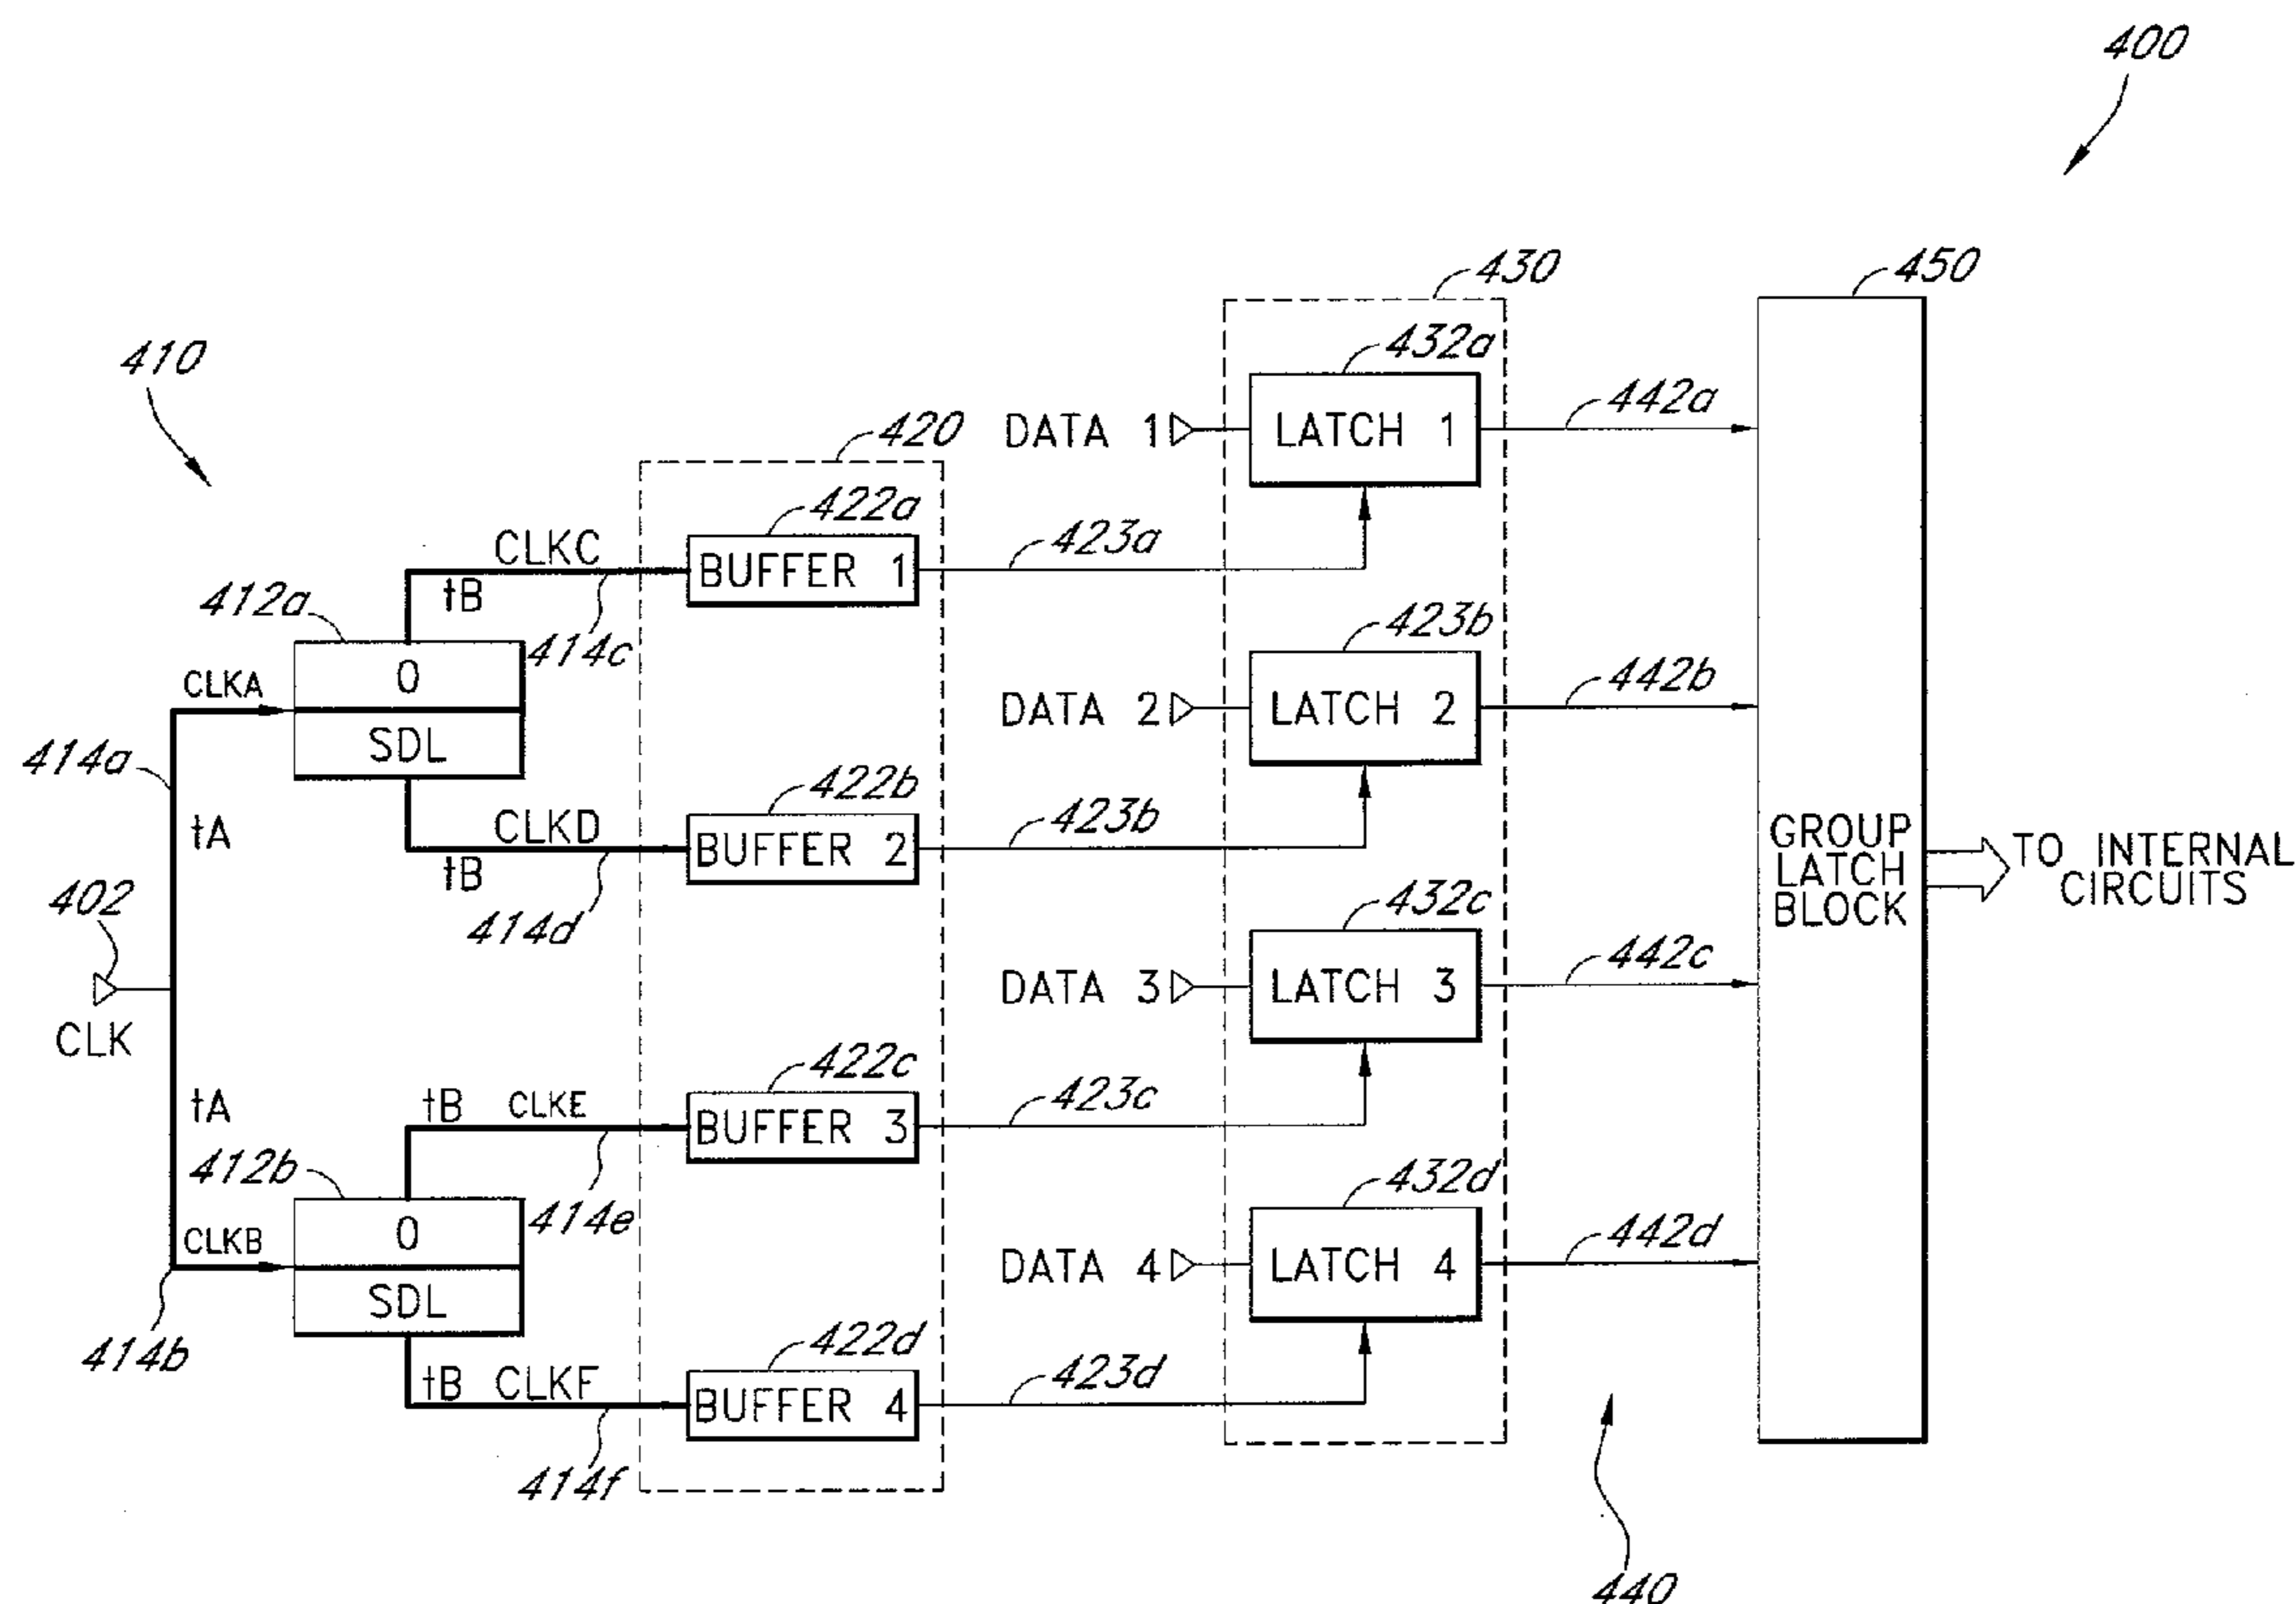 400
430
450
432a
410
442a
420
DATA 1
LATCH 1
422a
423a
CLKC
BUFFER 1
tB
412a
414c
423b
0
CLKA
442b
SDL
DATA 2
LATCH 2
414a
422b
423b
tA
CLKD
BUFFER 2
tB
GROUP
LATCH
BLOCK
TO INTERNAL
CIRCUITS
402
414d
432c
442c
DATA 3
LATCH 3
CLK
422c
423c
tA
tB
CLKE
BUFFER 3
412b
432d
414e
0
CLKB
442d
SDL
DATA 4
LATCH 4
414b
422d
423d
tB
CLKF
BUFFER 4
414f
440